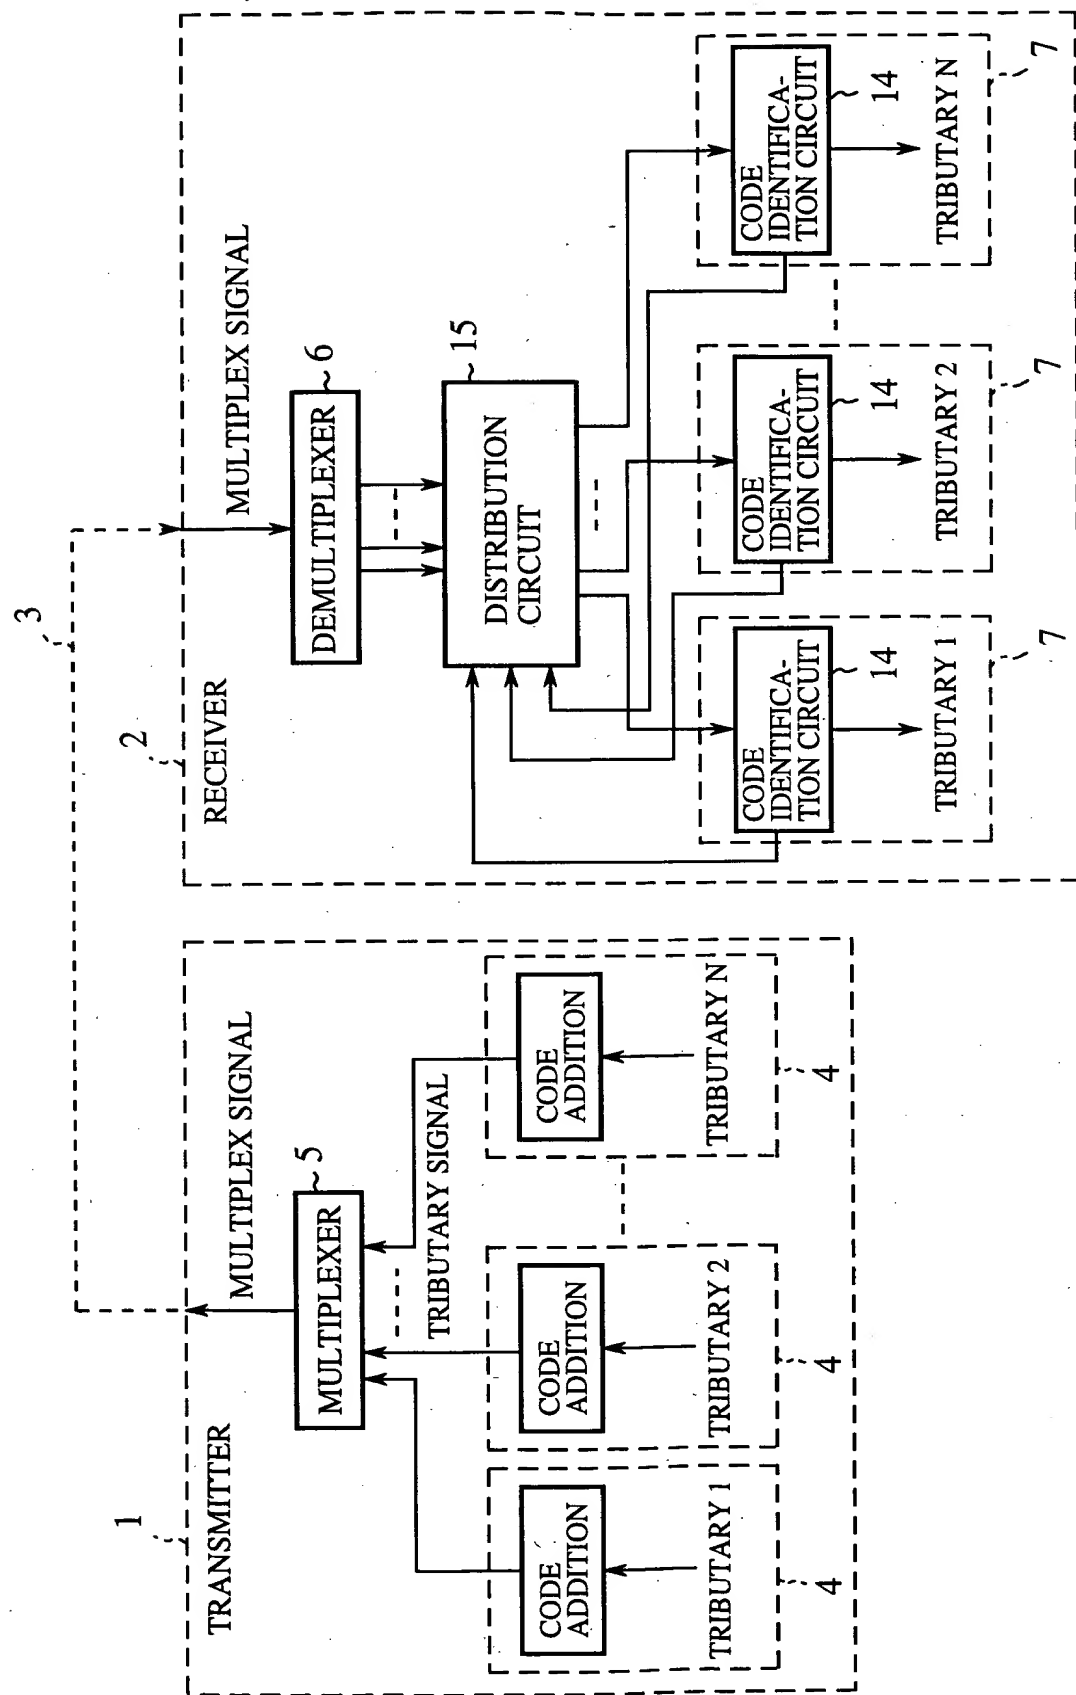 1
TRANSMITTER
MULTIPLEX SIGNAL
MULTIPLEXER
5
TRIBUTARY SIGNAL
CODE
ADDITION
TRIBUTARY 1
4
CODE
ADDITION
TRIBUTARY 2
4
CODE
ADDITION
TRIBUTARY N
4
3
2
RECEIVER
MULTIPLEX SIGNAL
DEMULTIPLEXER
6
DISTRIBUTION
CIRCUIT
15
CODE
IDENTIFICA-
TION CIRCUIT
14
TRIBUTARY 1
7
CODE
IDENTIFICA-
TION CIRCUIT
14
TRIBUTARY 2
7
CODE
IDENTIFICA-
TION CIRCUIT
14
TRIBUTARY N
7